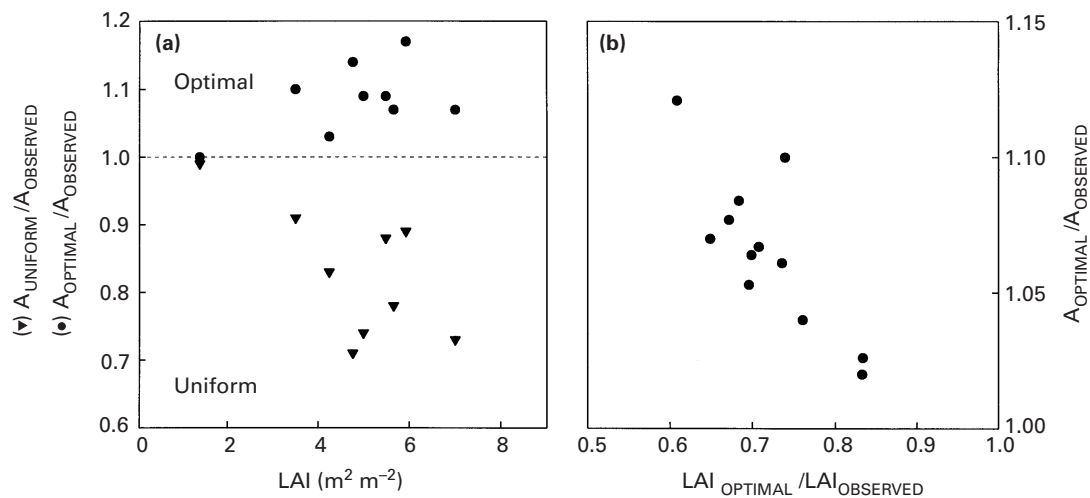 (▼) A_UNIFORM /A_OBSERVED
(●) A_OPTIMAL /A_OBSERVED
1.2
1.1
1.0
0.9
0.8
0.7
0.6
(a)
Optimal
Uniform
0 2 4 6 8
LAI (m² m⁻²)
(b)
1.15
1.10
1.05
1.00
A_OPTIMAL /A_OBSERVED
0.5 0.6 0.7 0.8 0.9 1.0
LAI _OPTIMAL /LAI_OBSERVED